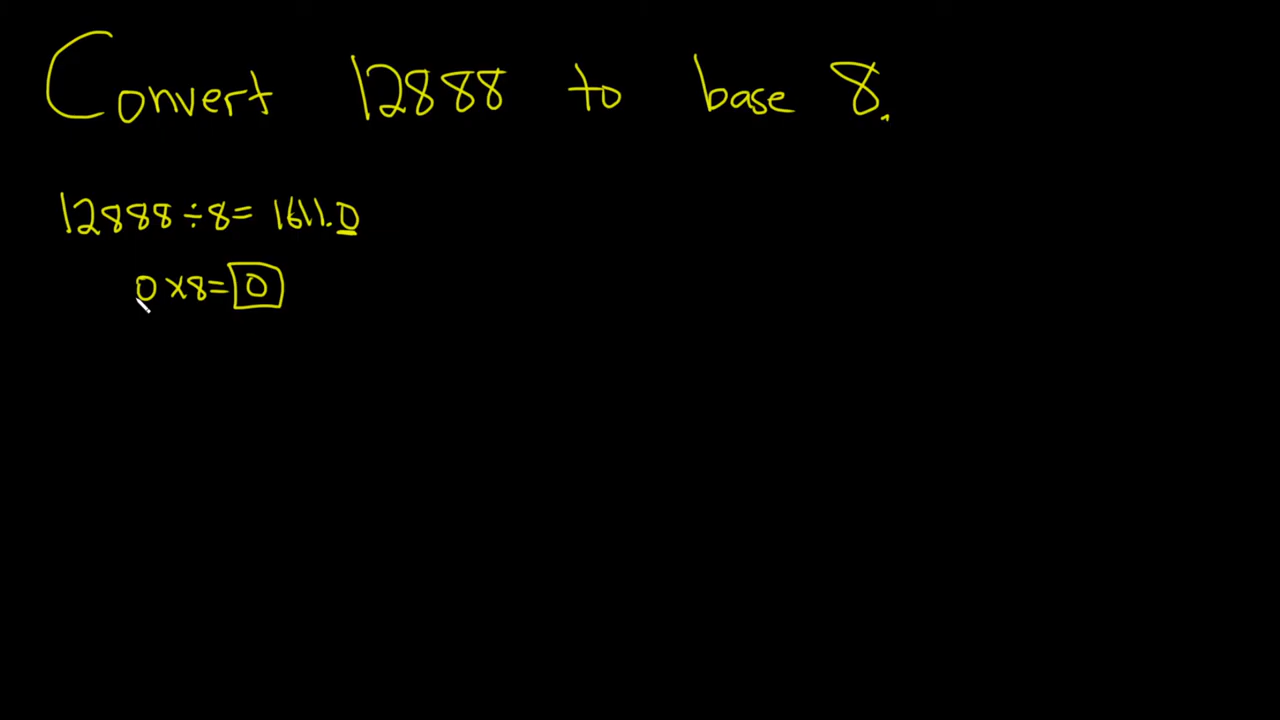 Convert 12888 to base 8.
12888 ÷ 8 = 1611.0
0 x 8 = 0